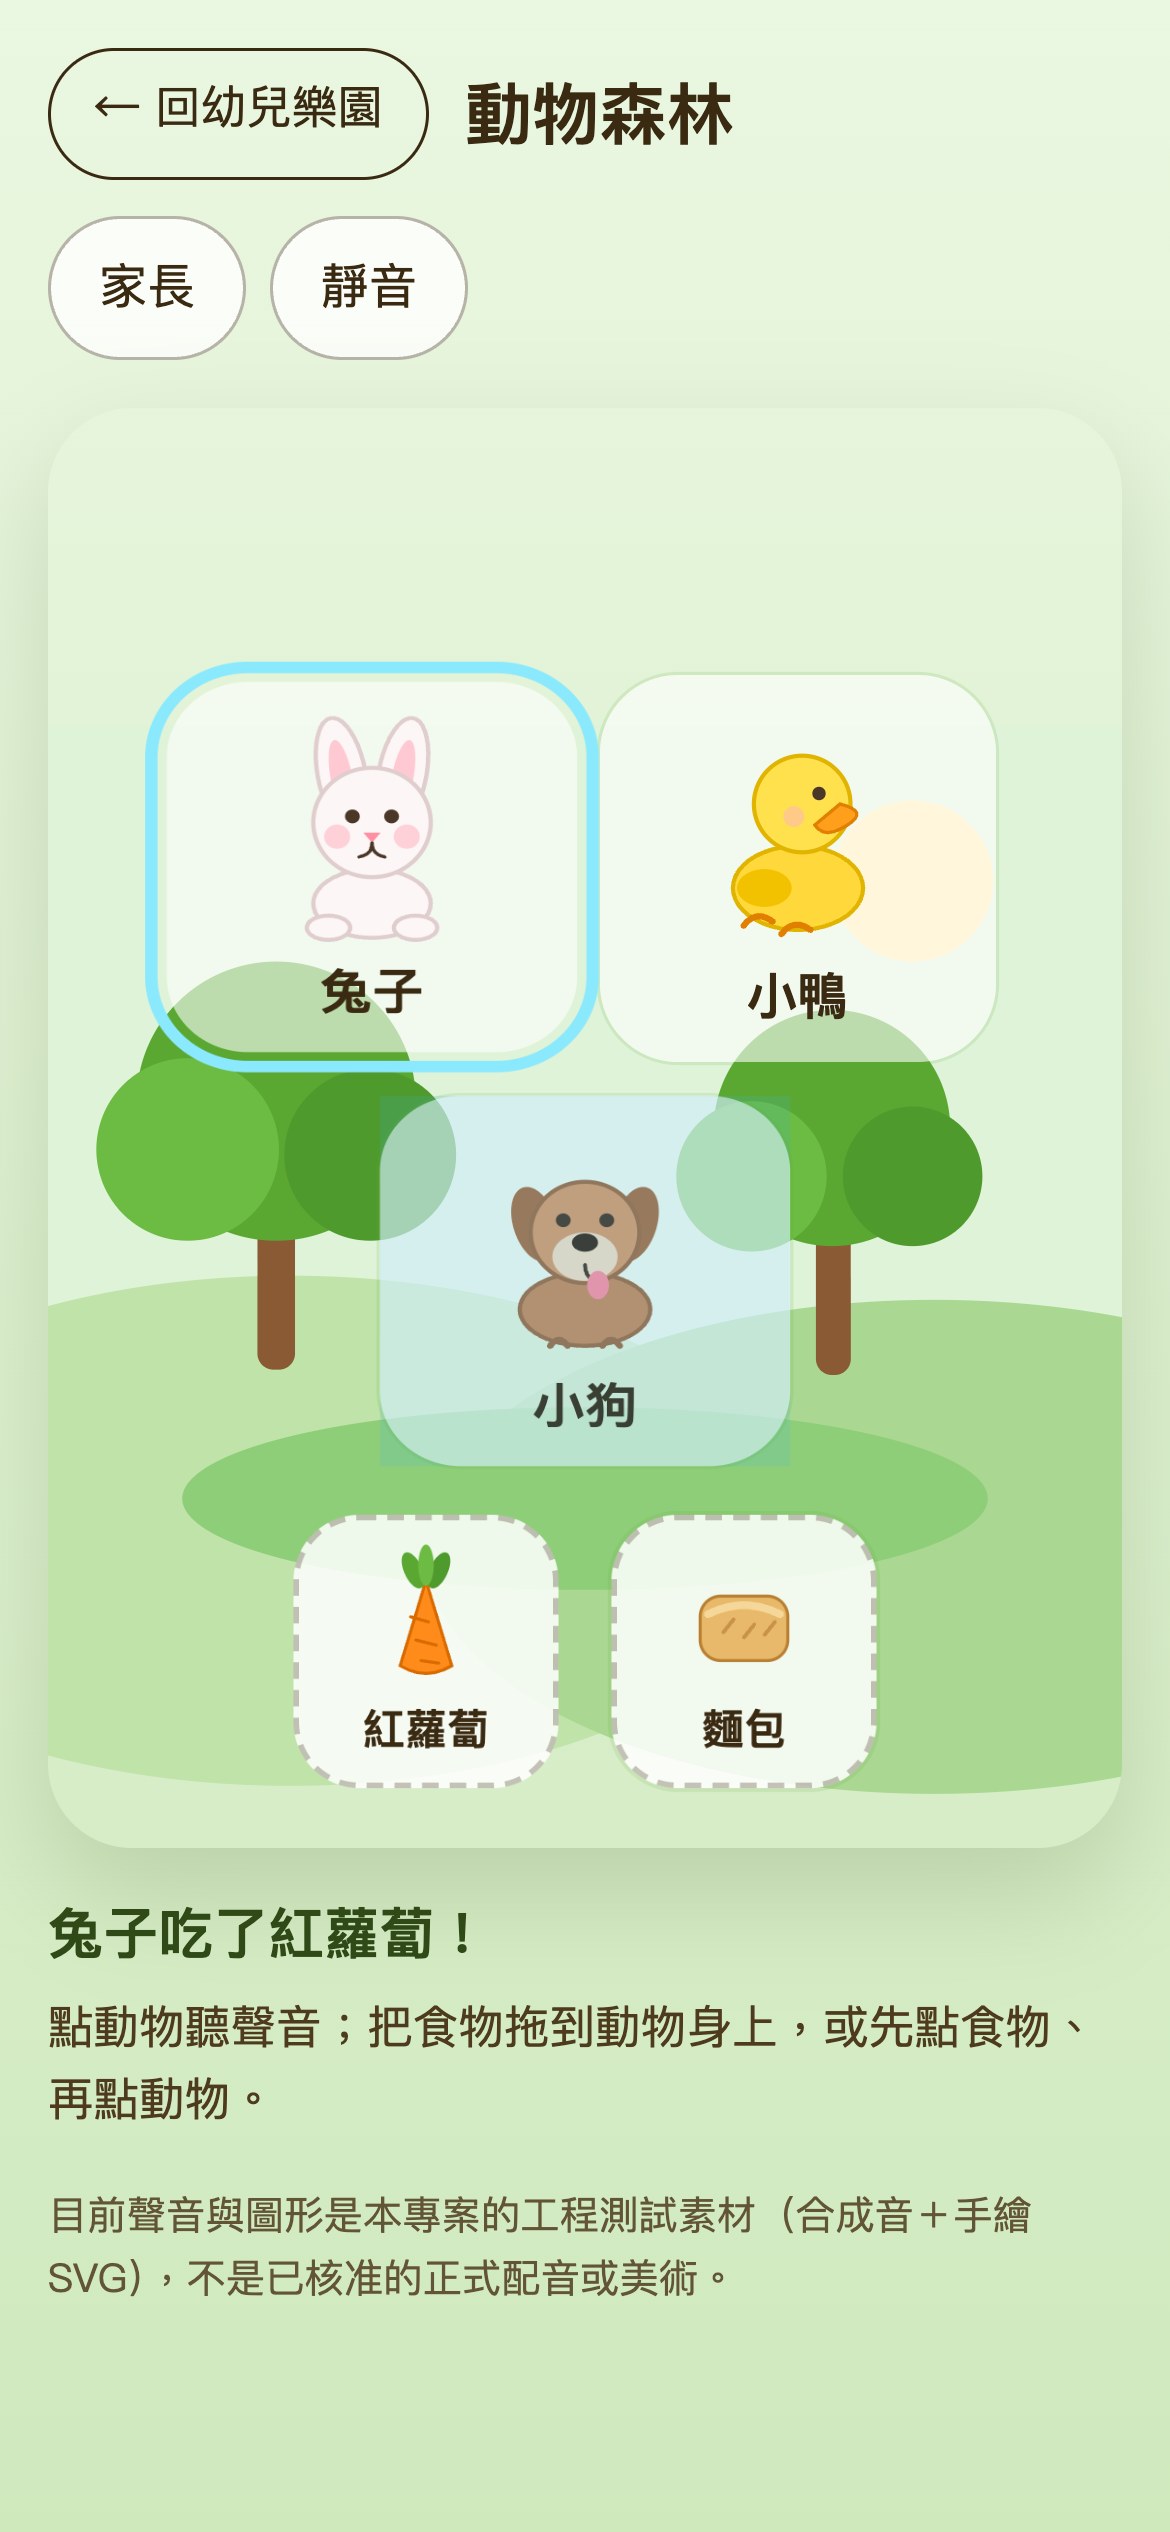 ← 回幼兒樂園
動物森林
家長
靜音
兔子
小鴨
小狗
紅蘿蔔
麵包
兔子吃了紅蘿蔔！
點動物聽聲音；把食物拖到動物身上，或先點食物、
再點動物。
目前聲音與圖形是本專案的工程測試素材（合成音＋手繪
SVG），不是已核准的正式配音或美術。